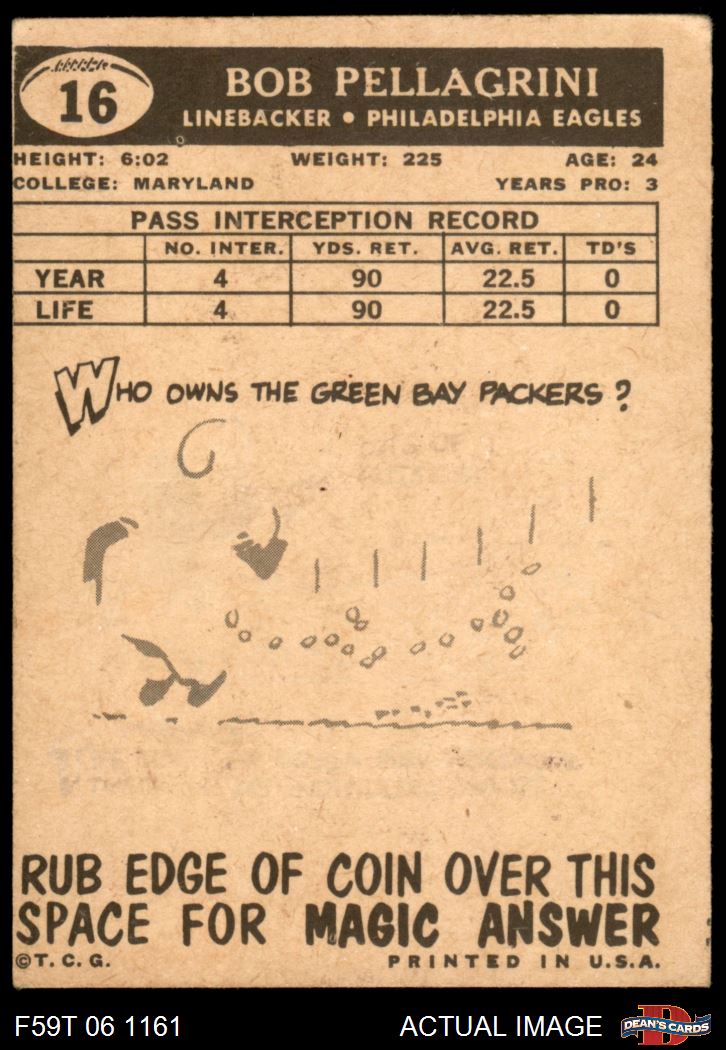 16
BOB PELLAGRINI
LINEBACKER • PHILADELPHIA EAGLES
HEIGHT: 6:02 WEIGHT: 225 AGE: 24
COLLEGE: MARYLAND YEARS PRO: 3
PASS INTERCEPTION RECORD
NO. INTER. YDS. RET. AVG. RET. TD'S
YEAR 4 90 22.5 0
LIFE 4 90 22.5 0
WHO OWNS THE GREEN BAY PACKERS?
RUB EDGE OF COIN OVER THIS
SPACE FOR MAGIC ANSWER
©T.C.G. PRINTED IN U.S.A.
F59T 06 1161 ACTUAL IMAGE D DEAN'S CARDS